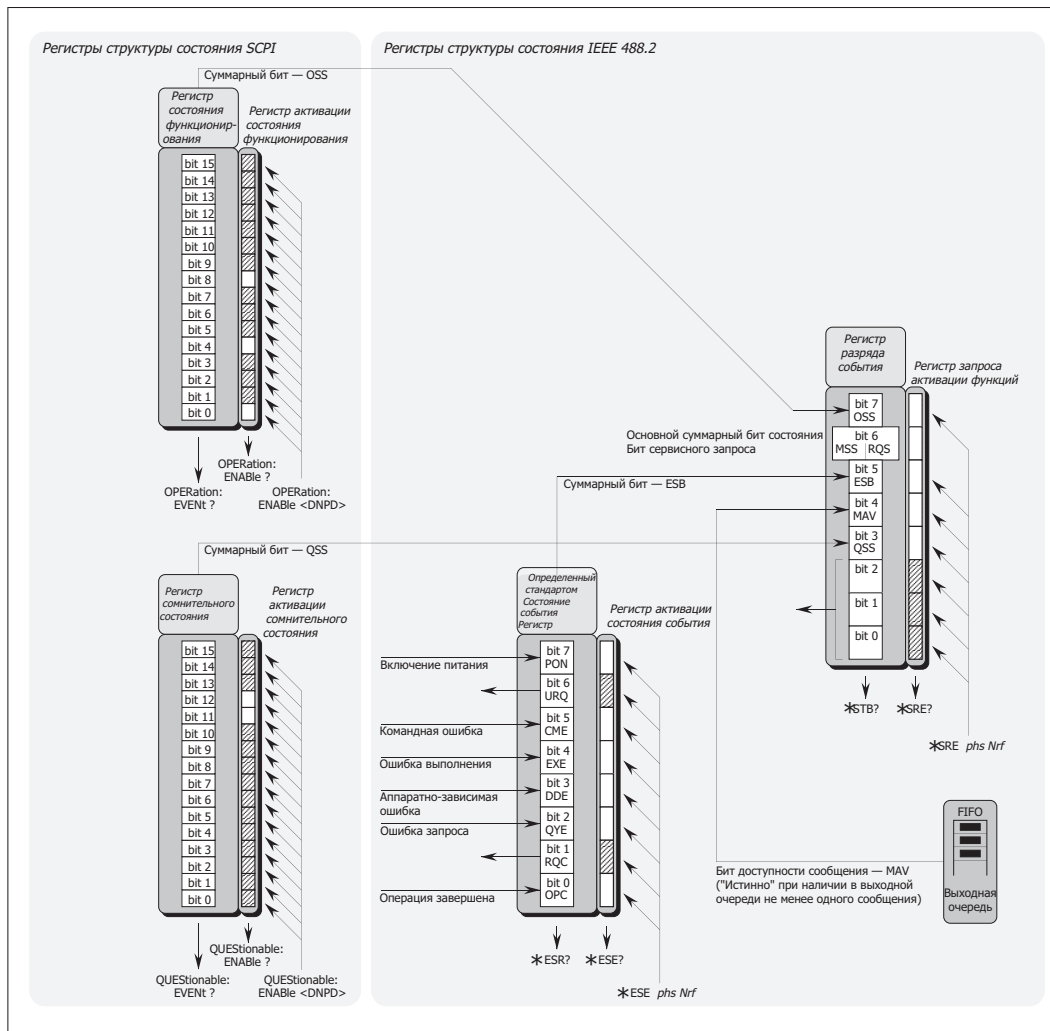 Регистры структуры состояния SCPI
Суммарный бит — OSS
Регистр
состояния
функционир-
ования
Регистр активации
состояния
функционирования
bit 15
bit 14
bit 13
bit 12
bit 11
bit 10
bit 9
bit 8
bit 7
bit 6
bit 5
bit 4
bit 3
bit 2
bit 1
bit 0
OPERation:
ENABle ?
OPERation:
EVENt ?
OPERation:
ENABle <DNPD>
Суммарный бит — QSS
Регистр
сомнительного
состояния
Регистр
активации
сомнительного
состояния
bit 15
bit 14
bit 13
bit 12
bit 11
bit 10
bit 9
bit 8
bit 7
bit 6
bit 5
bit 4
bit 3
bit 2
bit 1
bit 0
QUEStionable:
ENABle ?
QUEStionable:
EVENt ?
QUEStionable:
ENABle <DNPD>
Регистры структуры состояния IEEE 488.2
Регистр
разряда
события
Регистр запроса
активации функций
bit 7
OSS
Основной суммарный бит состояния
Бит сервисного запроса
bit 6
MSS RQS
Суммарный бит — ESB
bit 5
ESB
bit 4
MAV
bit 3
QSS
bit 2
bit 1
bit 0
*STB?
*SRE?
*SRE phs Nrf
Определенный
стандартом
Состояние
события
Регистр
Регистр активации
состояния события
Включение питания
bit 7
PON
bit 6
URQ
Командная ошибка
bit 5
CME
Ошибка выполнения
bit 4
EXE
Аппаратно-зависимая
ошибка
bit 3
DDE
Ошибка запроса
bit 2
QYE
bit 1
RQC
Операция завершена
bit 0
OPC
*ESR?
*ESE?
*ESE phs Nrf
FIFO
Выходная
очередь
Бит доступности сообщения — MAV
("Истинно" при наличии в выходной
очереди не менее одного сообщения)